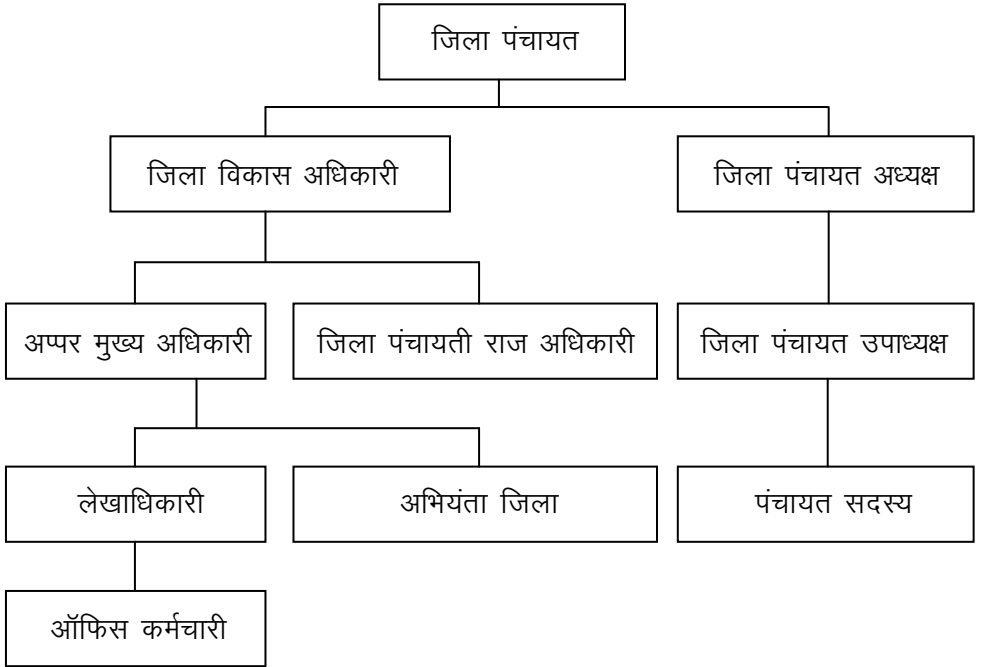 जिला पंचायत
जिला विकास अधिकारी
जिला पंचायत अध्यक्ष
अप्पर मुख्य अधिकारी
जिला पंचायती राज अधिकारी
जिला पंचायत उपाध्यक्ष
लेखाधिकारी
अभियंता जिला
पंचायत सदस्य
ऑफिस कर्मचारी